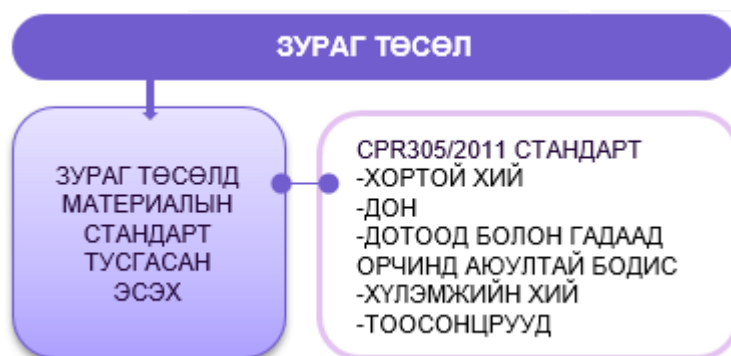 ЗУРАГ ТӨСӨЛ
ЗУРАГ ТӨСӨЛД
МАТЕРИАЛЫН
СТАНДАРТ
ТУСГАСАН
ЭСЭХ
CPR305/2011 СТАНДАРТ
-ХОРТОЙ ХИЙ
-ДОН
-ДОТООД БОЛОН ГАДААД
ОРЧИНД АЮУЛТАЙ БОДИС
-ХҮЛЭМЖИЙН ХИЙ
-ТООСОНЦРУУД